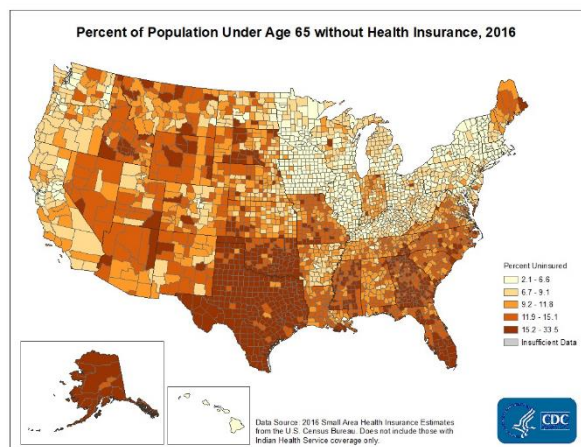 Percent of Population Under Age 65 without Health Insurance, 2016
Percent Uninsured
2.1 - 6.6
6.7 - 9.1
9.2 - 11.8
11.9 - 15.1
15.2 - 33.5
Insufficient Data
Data Source: 2016 Small Area Health Insurance Estimates
from the U.S. Census Bureau. Does not include those with
Indian Health Service coverage only.
CDC